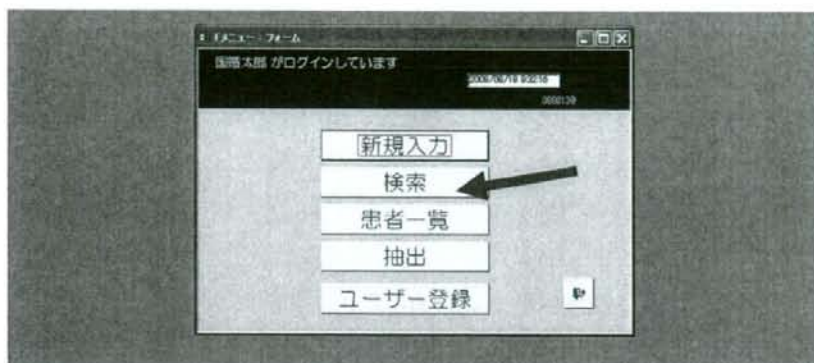 Fメニュー : フォーム
太郎 がログインしています
新規入力
検索
患者一覧
抽出
ユーザー登録